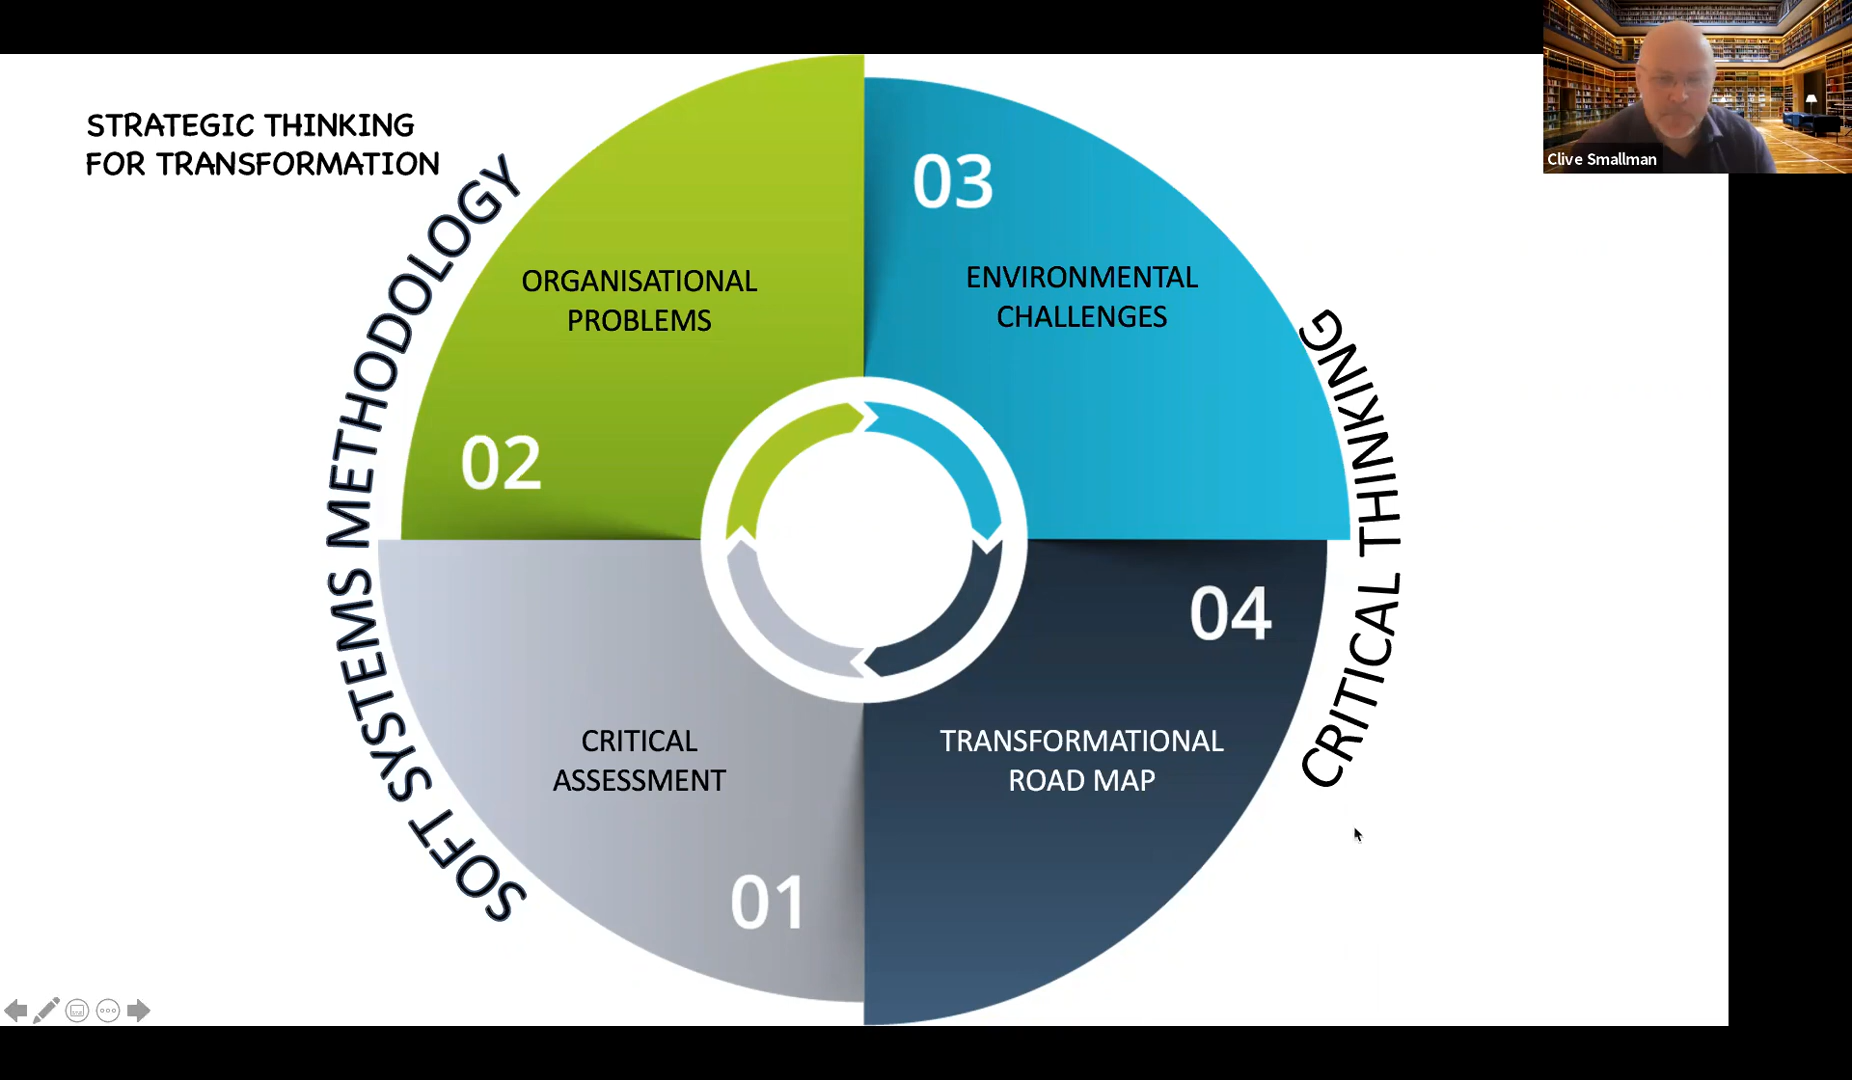 STRATEGIC THINKING
FOR TRANSFORMATION
Clive Smallman
SOFT SYSTEMS METHODOLOGY
ORGANISATIONAL
PROBLEMS
02
03
ENVIRONMENTAL
CHALLENGES
CRITICAL THINKING
CRITICAL
ASSESSMENT
01
04
TRANSFORMATIONAL
ROAD MAP